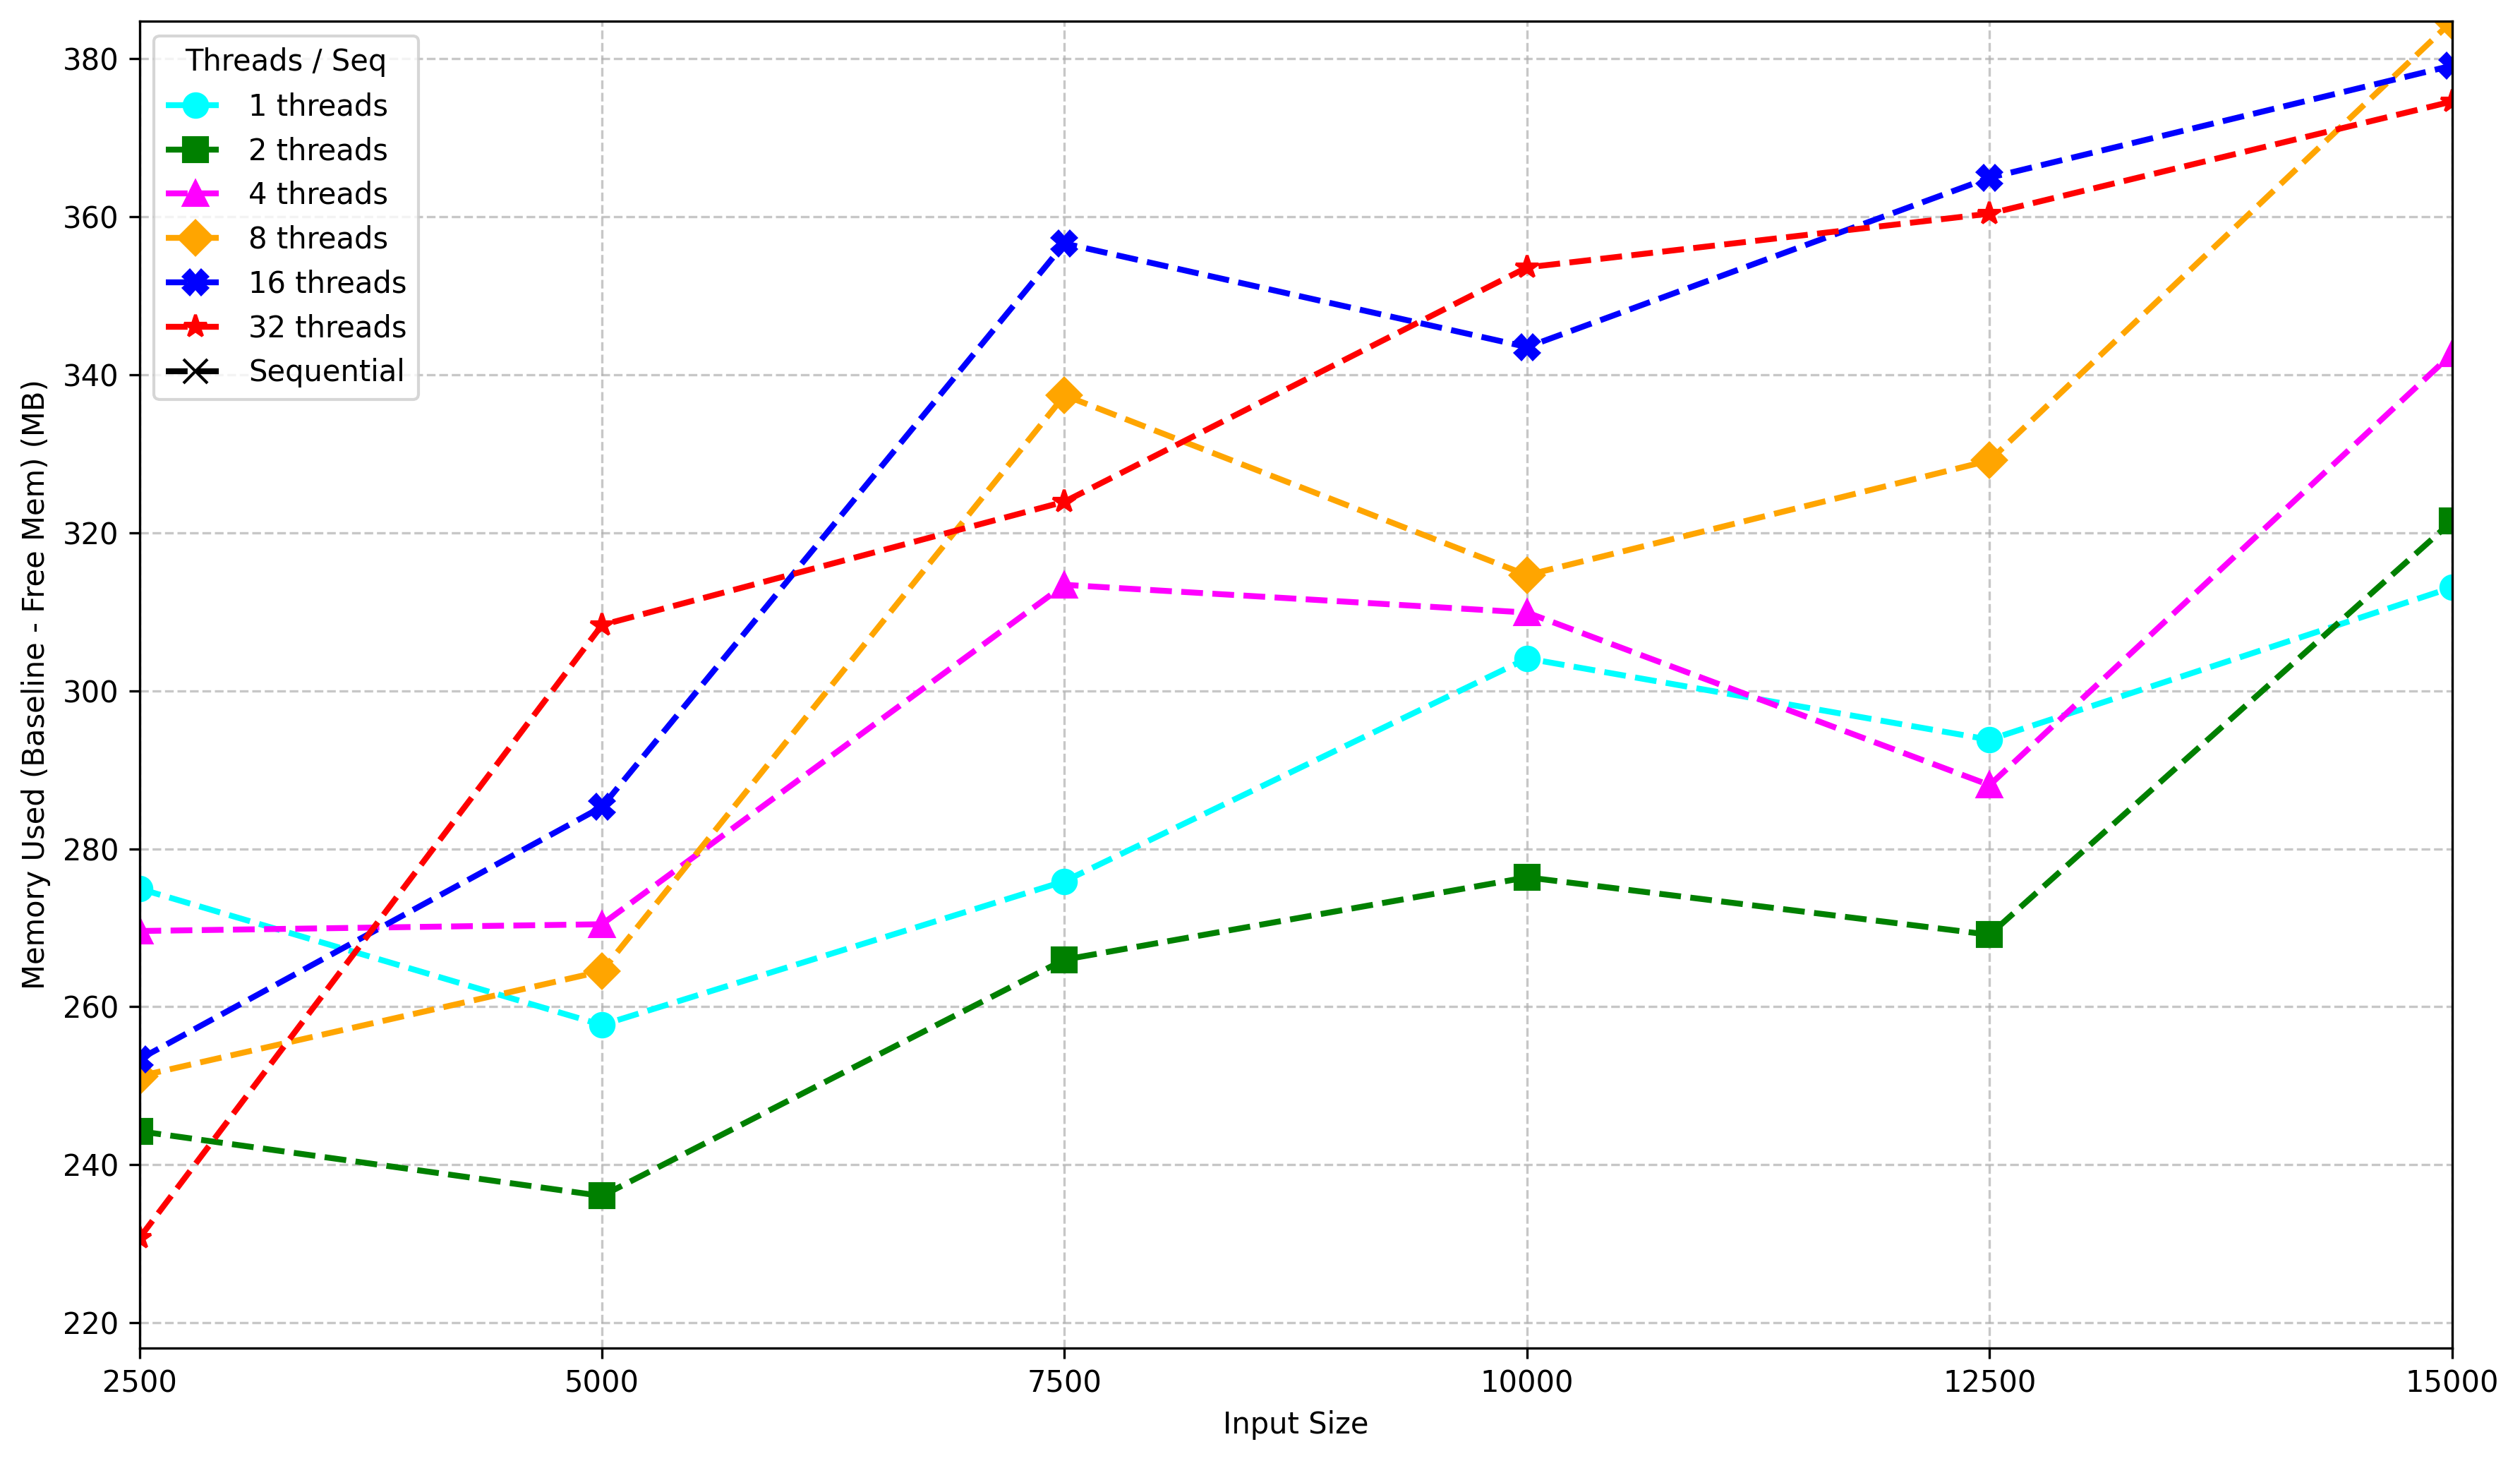 Threads / Seq
1 threads
2 threads
4 threads
8 threads
16 threads
32 threads
Sequential
Memory Used (Baseline - Free Mem) (MB)
380
360
340
320
300
280
260
240
220
2500
5000
7500
10000
12500
15000
Input Size